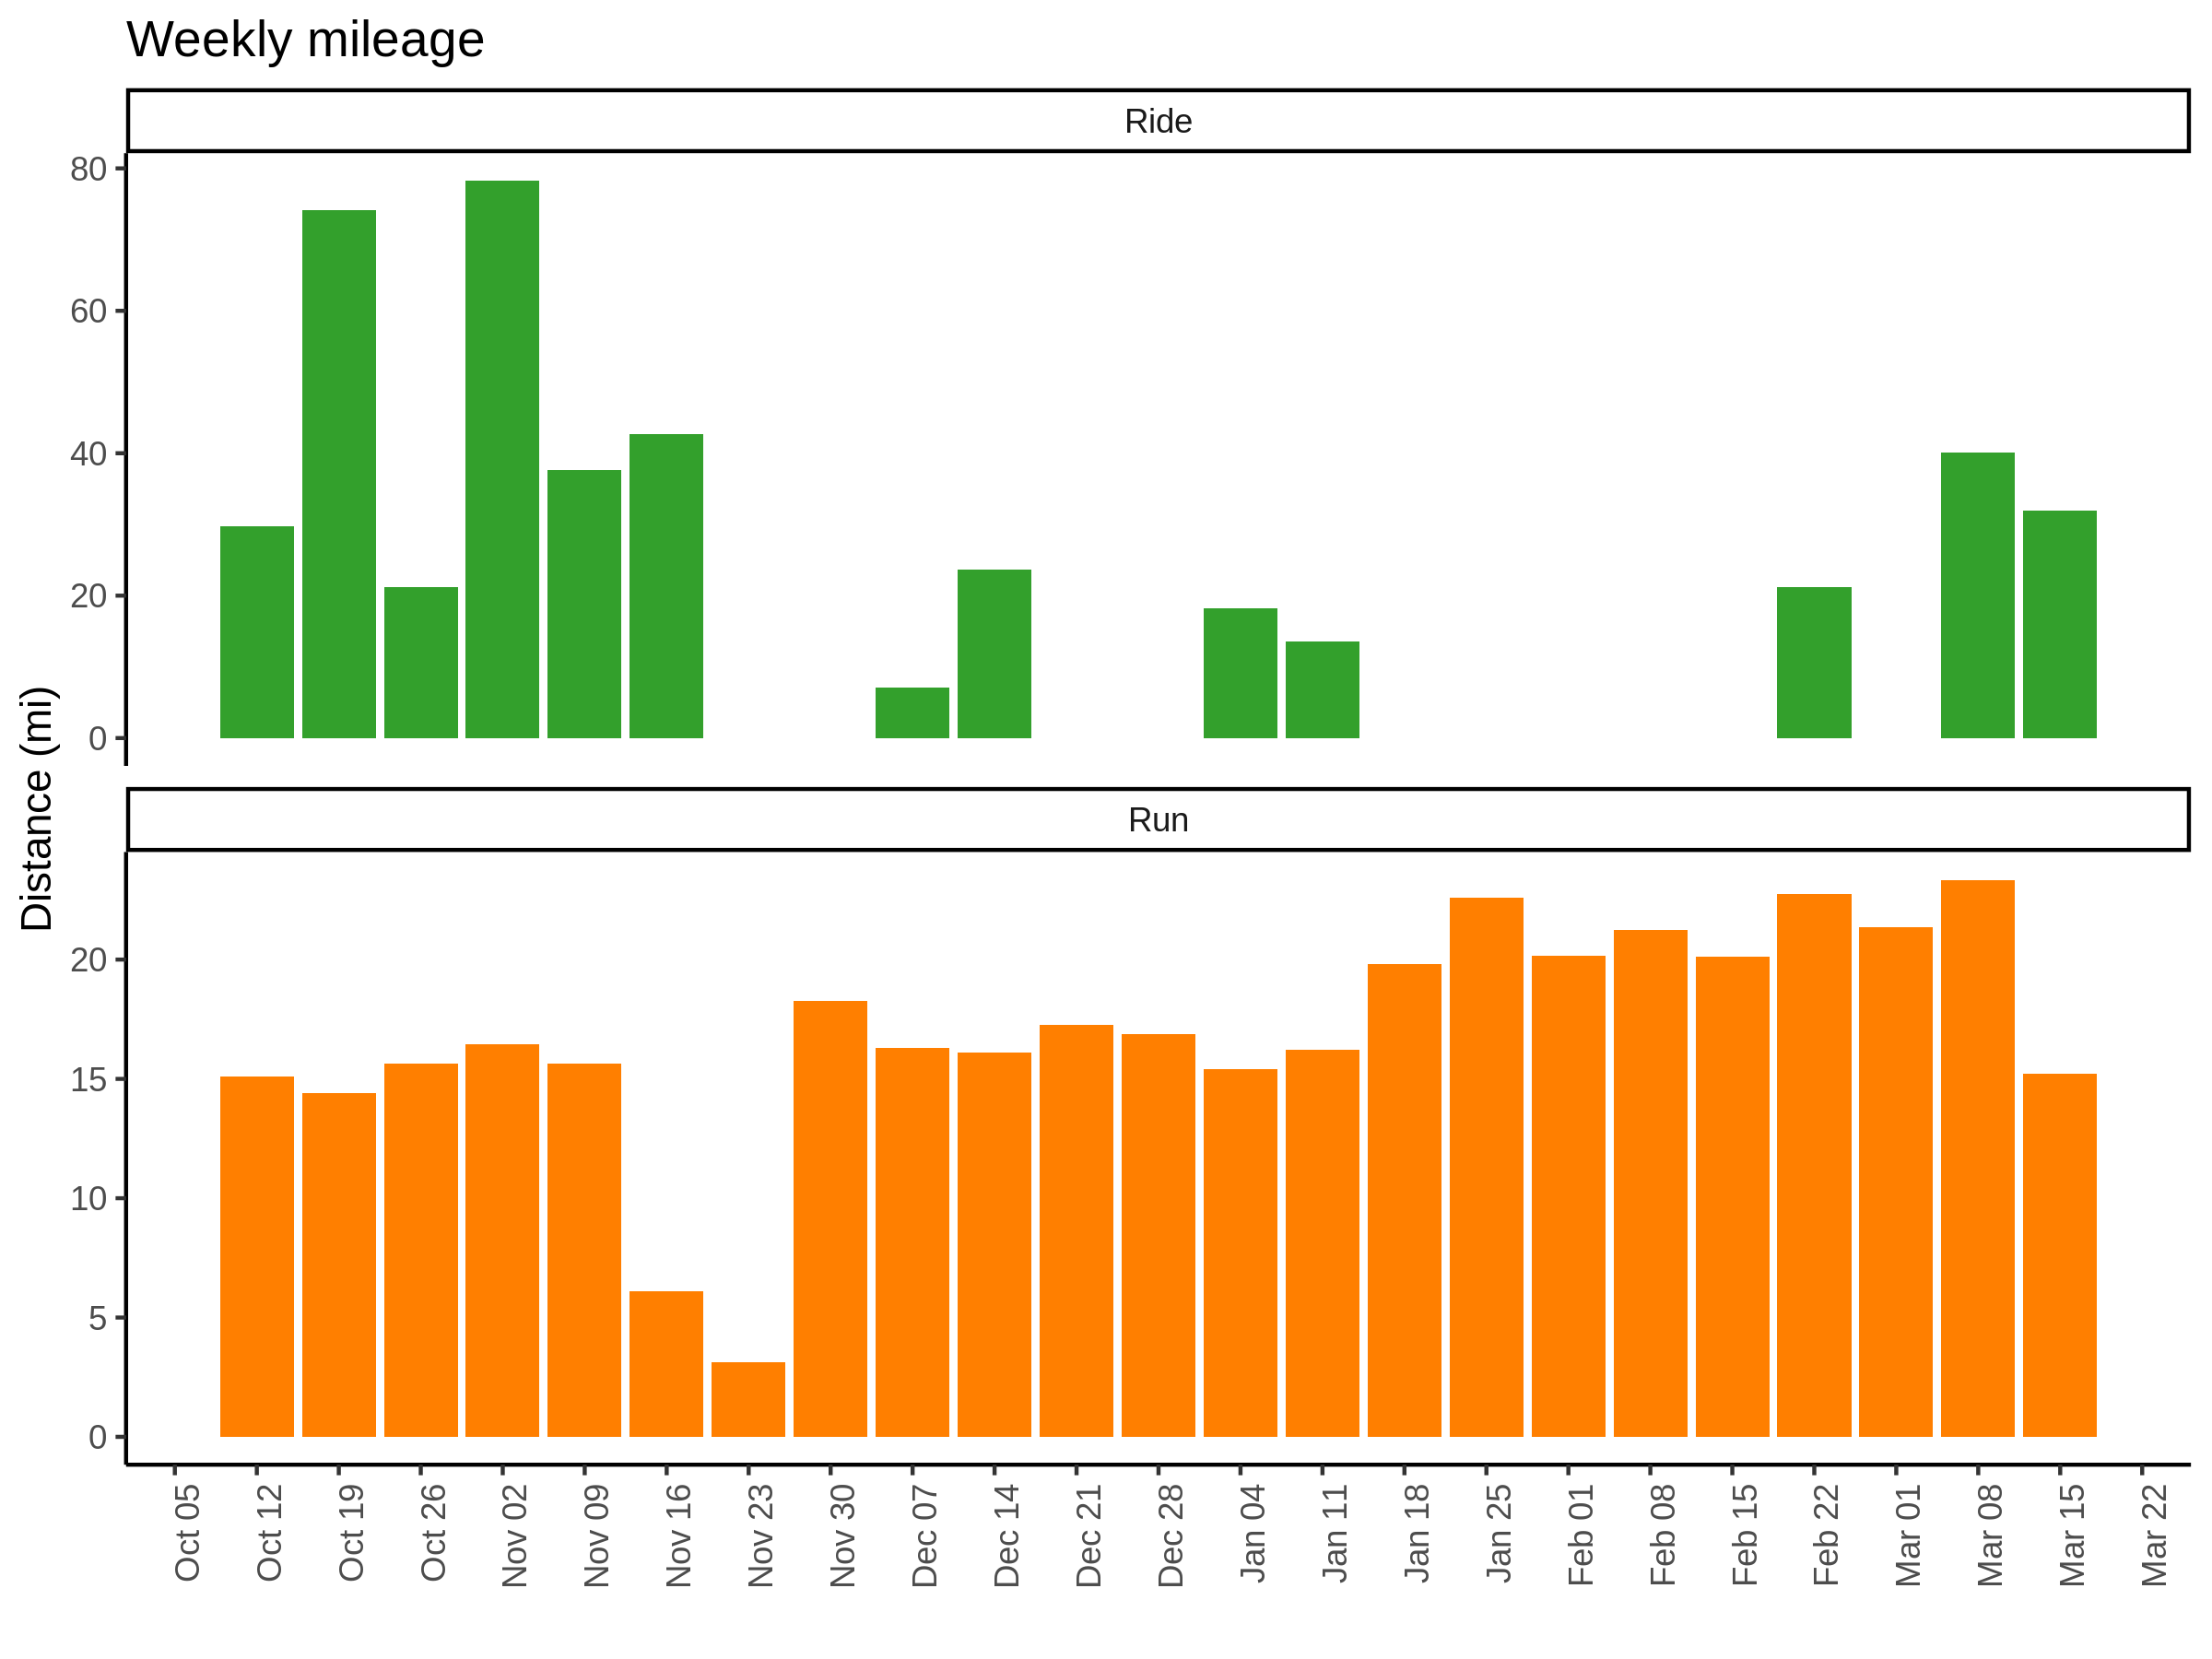 Weekly mileage
Ride
80
60
40
20
0
Distance (mi)
Run
20
15
10
5
0
Oct 05
Oct 12
Oct 19
Oct 26
Nov 02
Nov 09
Nov 16
Nov 23
Nov 30
Dec 07
Dec 14
Dec 21
Dec 28
Jan 04
Jan 11
Jan 18
Jan 25
Feb 01
Feb 08
Feb 15
Feb 22
Mar 01
Mar 08
Mar 15
Mar 22